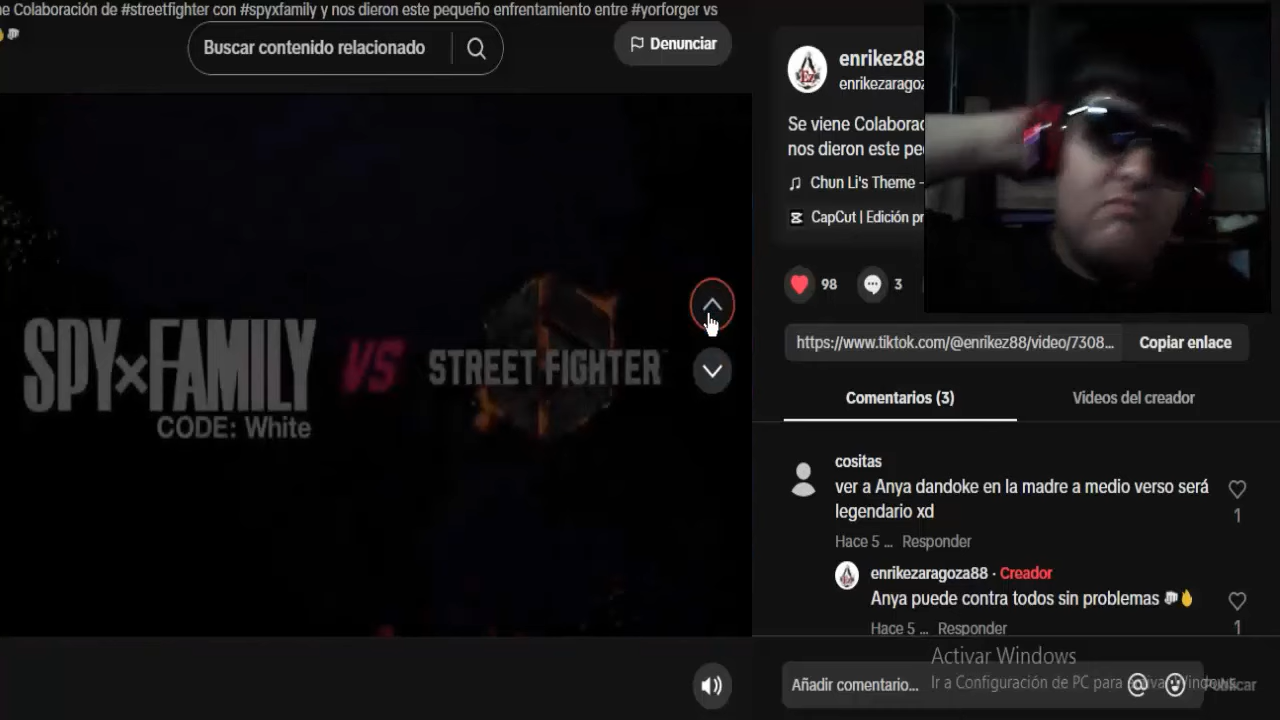 ne Colaboración de #streetfighter con #spyxfamily y nos dieron este pequeño enfrentamiento entre #yorforger vs
Buscar contenido relacionado
Denunciar
SPY×FAMILY
CODE: White
VS
STREET FIGHTER
enrikez88
enrikezarago
Se viene Colaborac
nos dieron este pe
Chun Li's Theme -
CapCut | Edición pr
98
3
https://www.tiktok.com/@enrikez88/video/7308...
Copiar enlace
Comentarios (3)
Videos del creador
cositas
ver a Anya dandoke en la madre a medio verso será
legendario xd
1
Hace 5 ... Responder
enrikezaragoza88 · Creador
Anya puede contra todos sin problemas 👊🔥
1
Hace 5 ... Responder
Activar Windows
Ir a Configuración de PC para activar Windows.
Añadir comentario...
Publicar